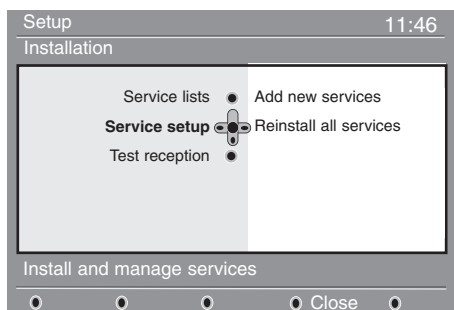 Setup 11:46
Installation
Service lists Add new services
Service setup Reinstall all services
Test reception
Install and manage services
Close